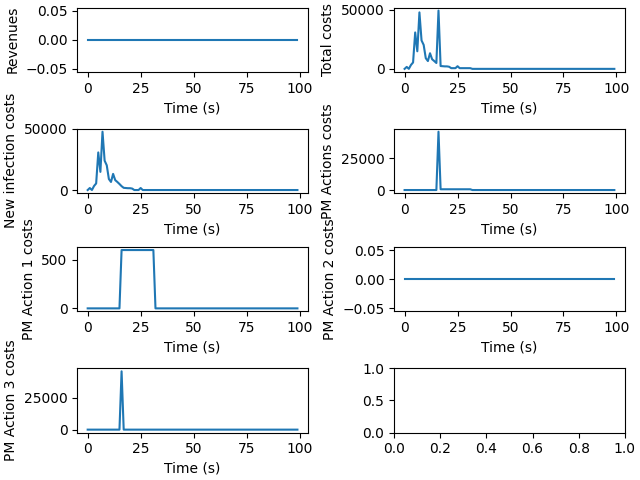 Revenues
0.05
0.00
−0.05
0 25 50 75 100
Time (s)
Total costs
50000
0
0 25 50 75 100
Time (s)
New infection costs
50000
0
0 25 50 75 100
Time (s)
PM Actions costs
25000
0
0 25 50 75 100
Time (s)
PM Action 1 costs
500
0
0 25 50 75 100
Time (s)
PM Action 2 costs
0.05
0.00
−0.05
0 25 50 75 100
Time (s)
PM Action 3 costs
25000
0
0 25 50 75 100
Time (s)
1.0
0.5
0.0
0.0 0.2 0.4 0.6 0.8 1.0